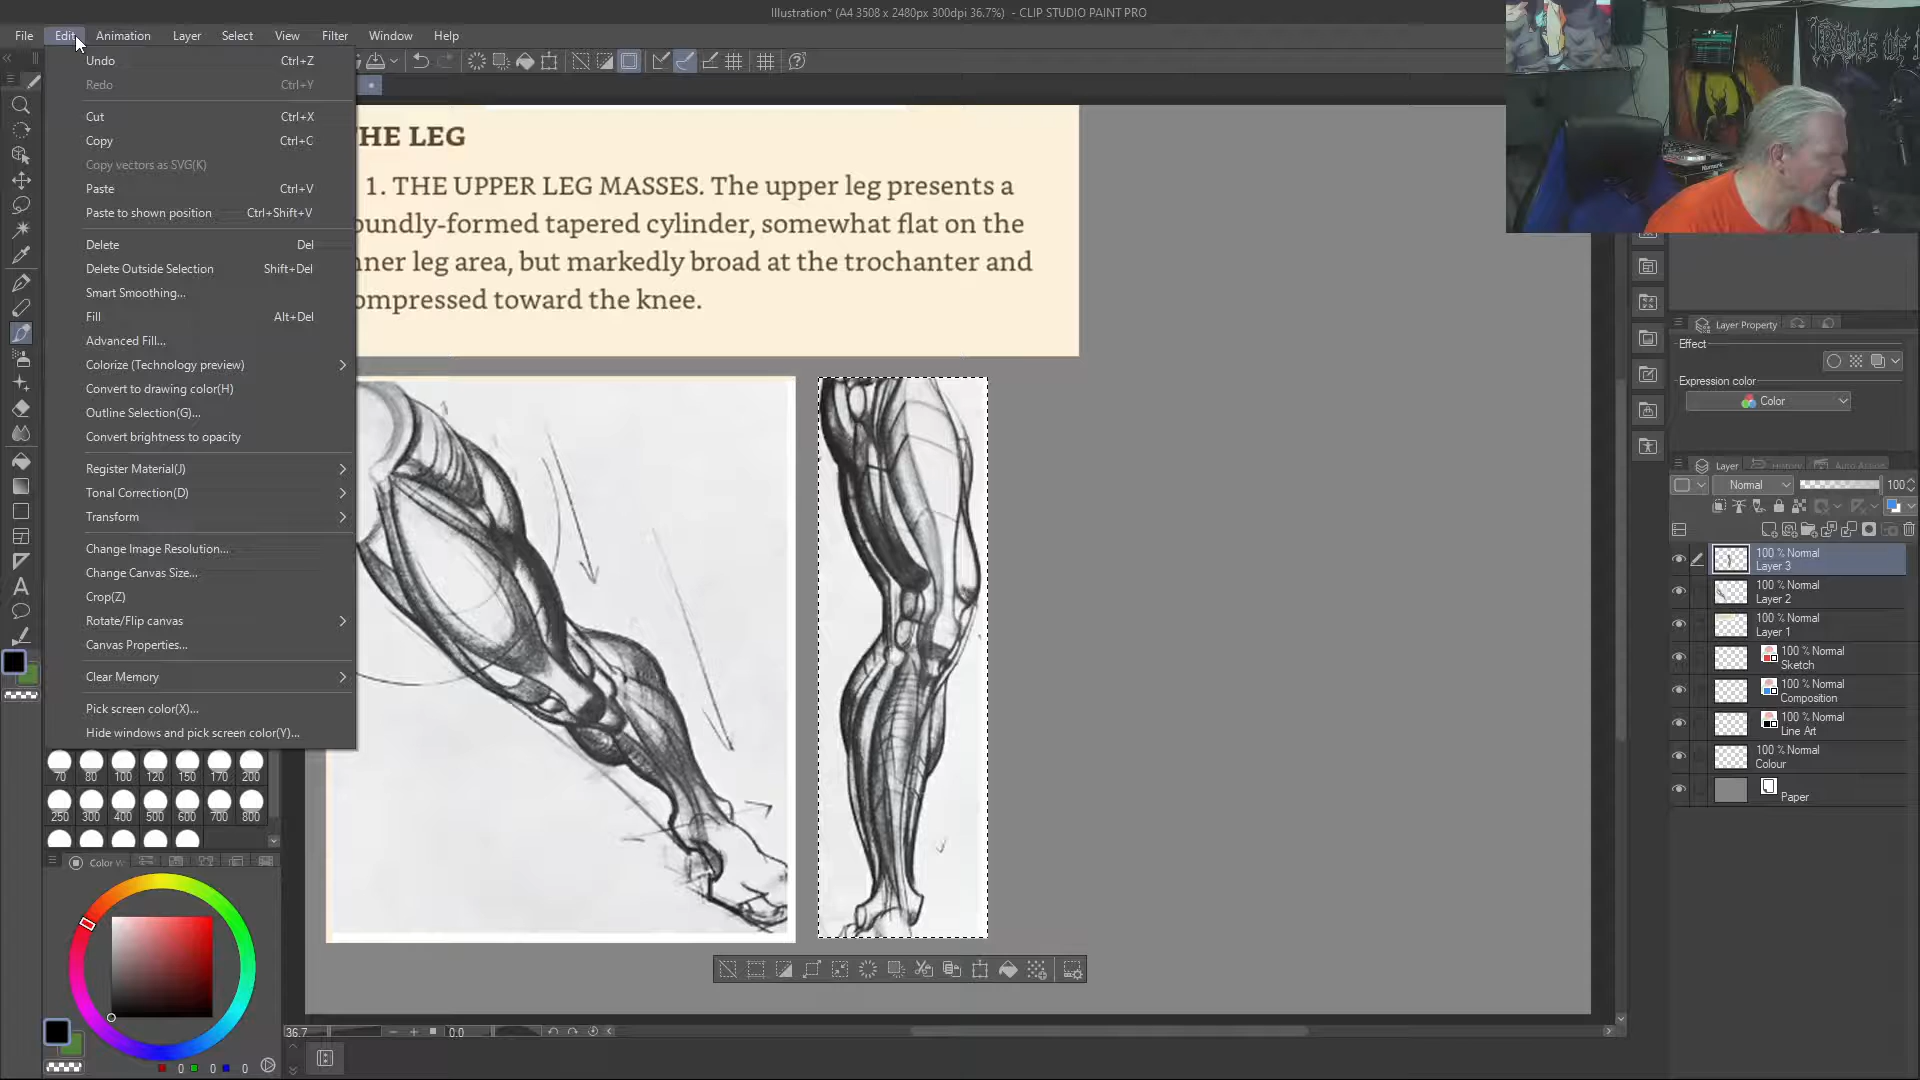 Illustration* (A4 3508 x 2480px 300dpi 36.7%) - CLIP STUDIO PAINT PRO
File Edit Animation Layer Select View Filter Window Help
Undo Ctrl+Z
Redo Ctrl+Y
Cut Ctrl+X
Copy Ctrl+C
Copy vectors as SVG(K)
Paste Ctrl+V
Paste to shown position Ctrl+Shift+V
Delete Del
Delete Outside Selection Shift+Del
Smart Smoothing...
Fill Alt+Del
Advanced Fill...
Colorize (Technology preview)
Convert to drawing color(H)
Outline Selection(G)...
Convert brightness to opacity
Register Material(J)
Tonal Correction(D)
Transform
Change Image Resolution...
Change Canvas Size...
Crop(Z)
Rotate/Flip canvas
Canvas Properties...
Clear Memory
Pick screen color(X)...
Hide windows and pick screen color(Y)...
HE LEG
1. THE UPPER LEG MASSES. The upper leg presents a
oundly-formed tapered cylinder, somewhat flat on the
nner leg area, but markedly broad at the trochanter and
ompressed toward the knee.
70 80 100 120 150 170 200
250 300 400 500 600 700 800
Color W
0 0 0
36.7 0.0
Layer Property
Effect
Expression color
Color
Layer History Auto Action
Normal 100
100 % Normal
Layer 3
100 % Normal
Layer 2
100 % Normal
Layer 1
100 % Normal
Sketch
100 % Normal
Composition
100 % Normal
Line Art
100 % Normal
Colour
Paper